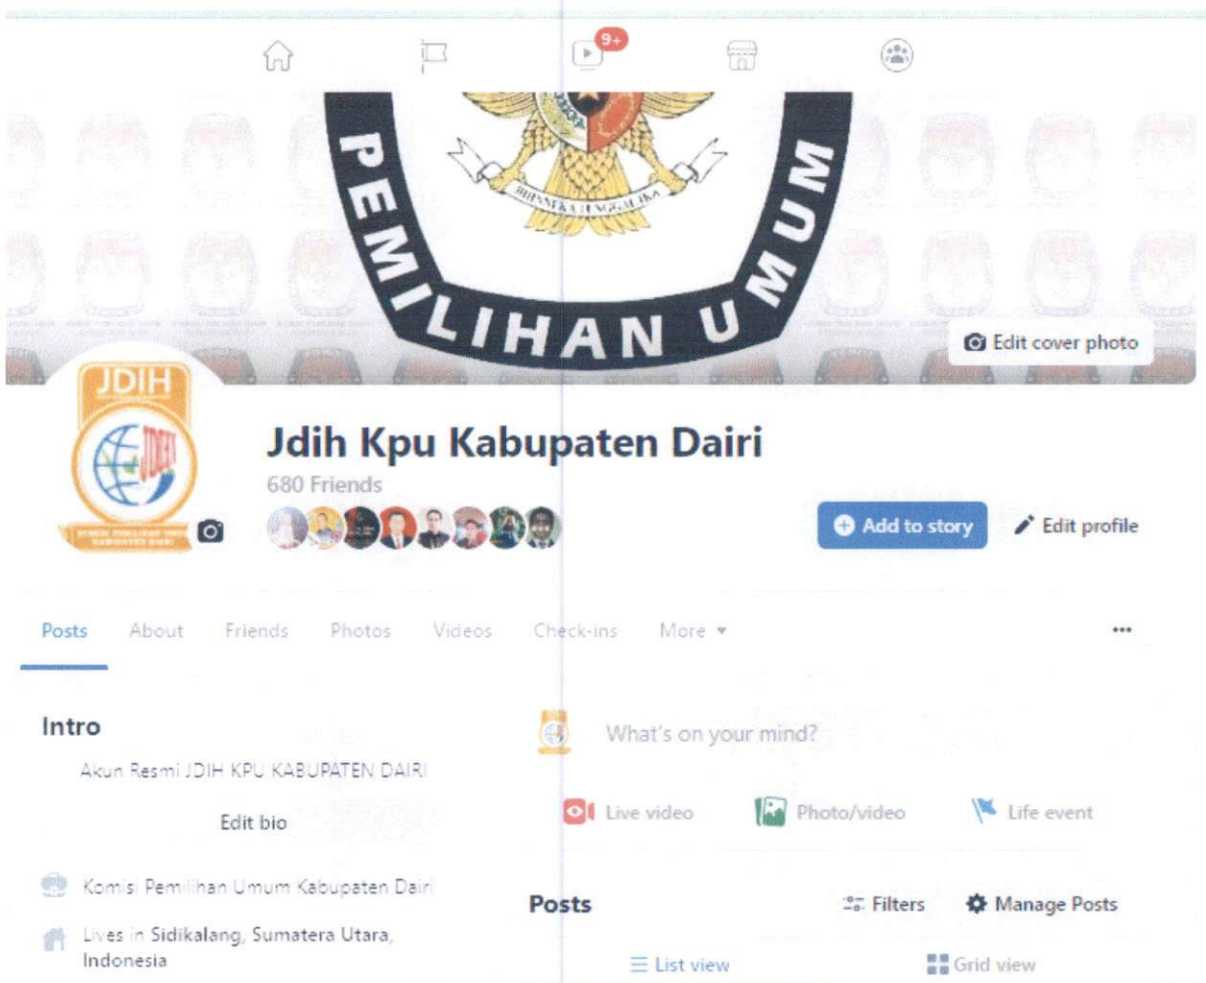 9+
PEMILIHAN UMUM
BHINNEKA TUNGGAL IKA
Edit cover photo
JDIH
Jdih Kpu Kabupaten Dairi
680 Friends
Add to story
Edit profile
Posts About Friends Photos Videos Check-ins More
Intro
Akun Resmi JDIH KPU KABUPATEN DAIRI
Edit bio
Komisi Pemilihan Umum Kabupaten Dairi
Lives in Sidikalang, Sumatera Utara,
Indonesia
What's on your mind?
Live video Photo/video Life event
Posts Filters Manage Posts
List view Grid view